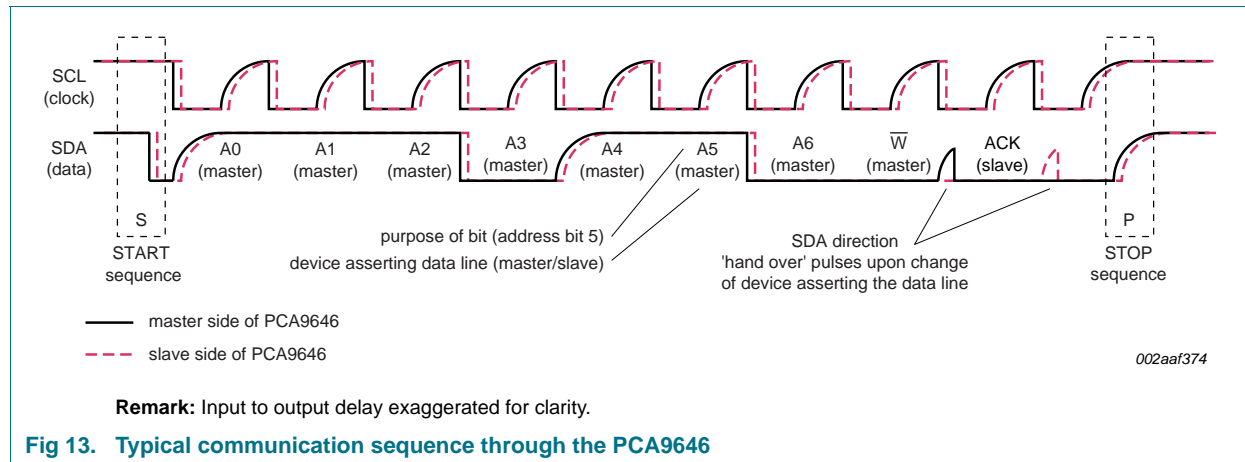 SCL
(clock)
SDA
(data)
A0
(master)
A1
(master)
A2
(master)
A3
(master)
A4
(master)
A5
(master)
A6
(master)
W
(master)
ACK
(slave)
S
START
sequence
purpose of bit (address bit 5)
device asserting data line (master/slave)
SDA direction
'hand over' pulses upon change
of device asserting the data line
P
STOP
sequence
master side of PCA9646
slave side of PCA9646
002aaf374
Remark: Input to output delay exaggerated for clarity.
Fig 13. Typical communication sequence through the PCA9646